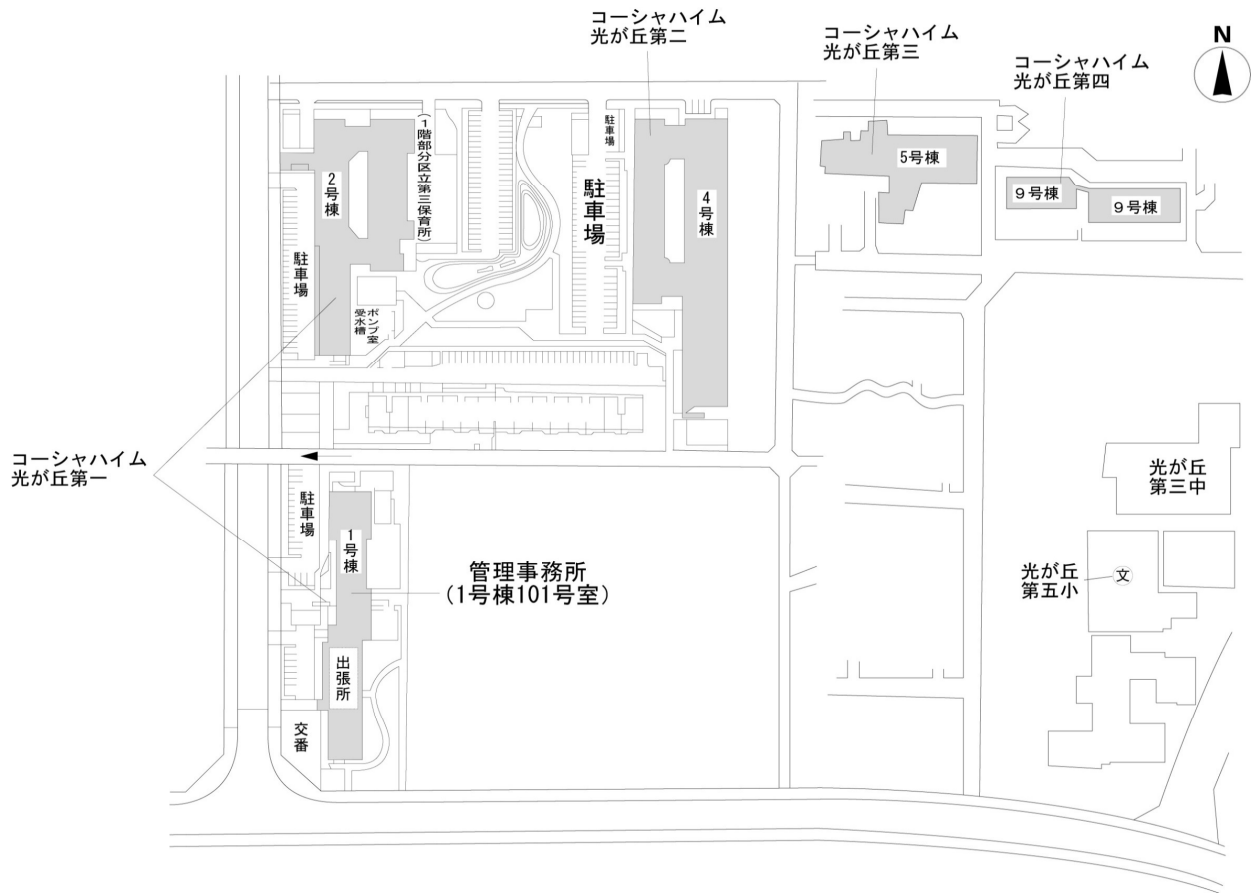 コーシャハイム
光が丘第二
コーシャハイム
光が丘第三
コーシャハイム
光が丘第四
N
2号棟
(1階部分区立第三保育所)
駐車場
駐車場
4号棟
5号棟
9号棟
9号棟
駐車場
ポンプ室
受水槽
コーシャハイム
光が丘第一
駐車場
1号棟
管理事務所
(1号棟101号室)
出張所
交番
光が丘
第三中
光が丘
第五小
文